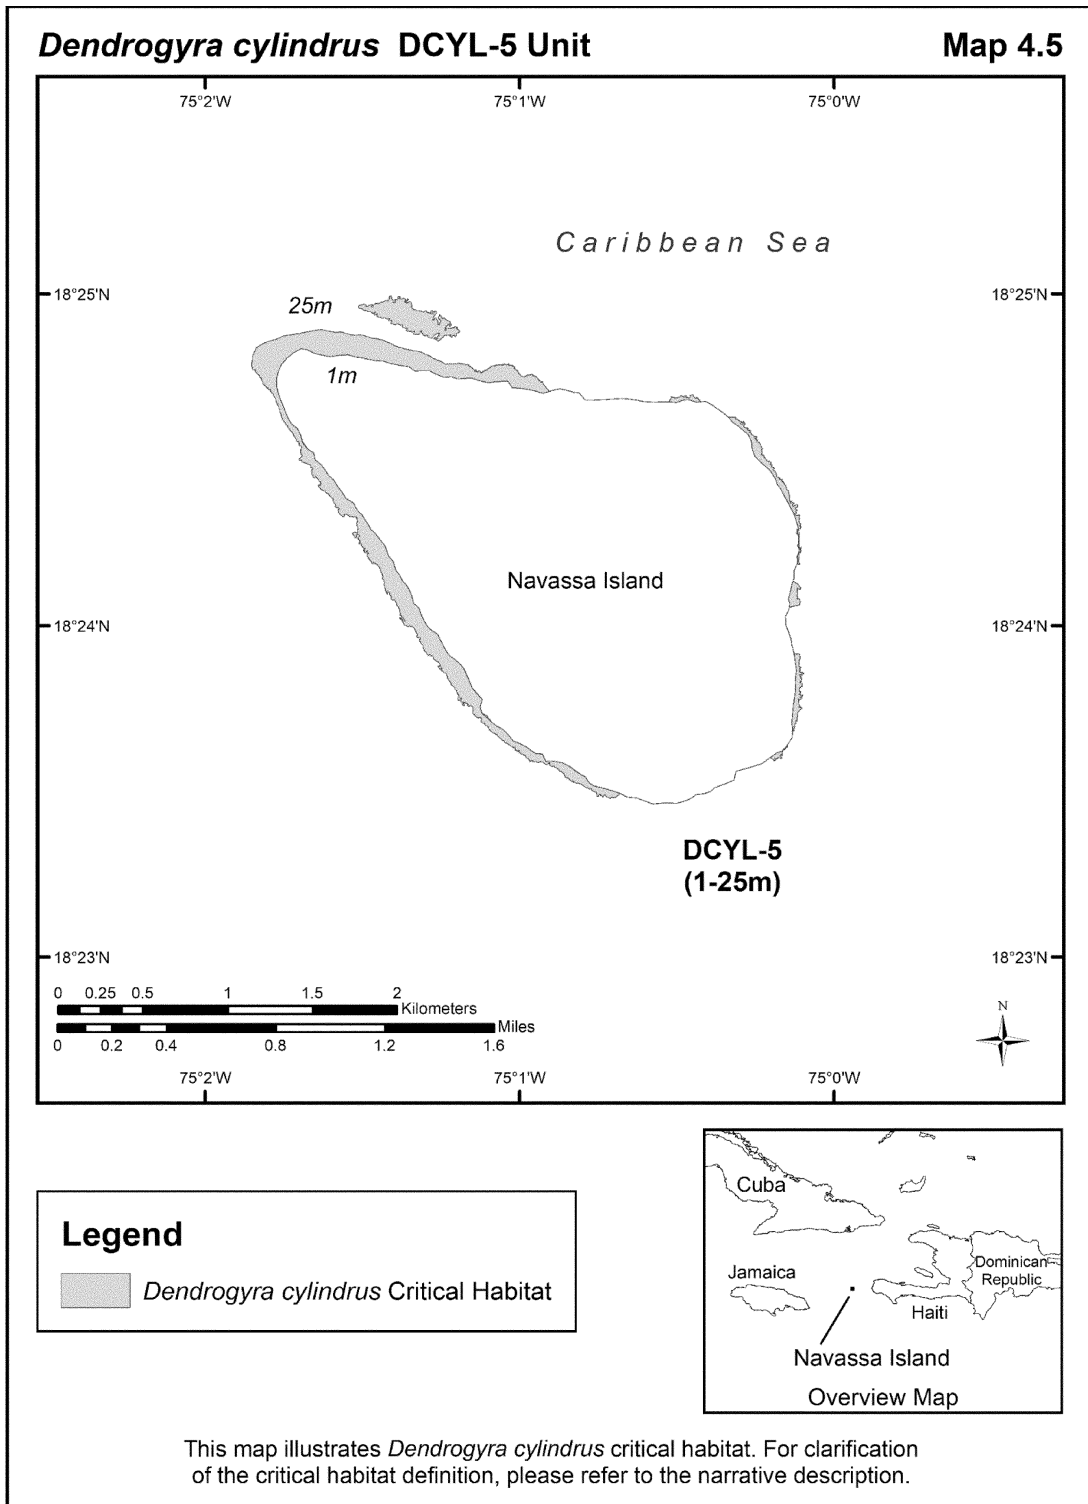 Dendrogyra cylindrus DCYL-5 Unit Map 4.5
75°2'W 75°1'W 75°0'W
Caribbean Sea
18°25'N 18°25'N
25m
1m
Navassa Island
18°24'N 18°24'N
DCYL-5
(1-25m)
18°23'N 18°23'N
0 0.25 0.5 1 1.5 2
Kilometers
Miles
0 0.2 0.4 0.8 1.2 1.6
N
75°2'W 75°1'W 75°0'W
Legend
Dendrogyra cylindrus Critical Habitat
Cuba
Jamaica
Dominican
Republic
Haiti
Navassa Island
Overview Map
This map illustrates Dendrogyra cylindrus critical habitat. For clarification
of the critical habitat definition, please refer to the narrative description.